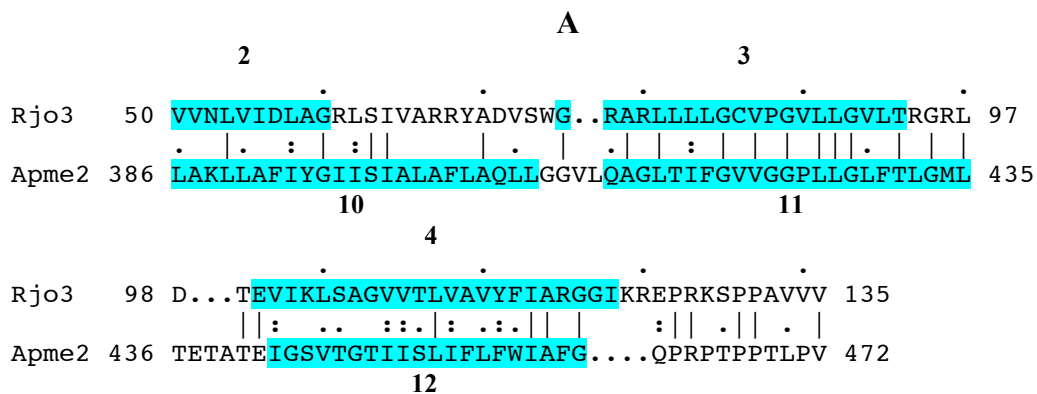 A
2 3
. . . .
Rjo3 50 VVNLVIDLAGRLSIVARRYADVSWG..RARLLLLGCVPGVLLGVLTRGRL 97
.  |.  : | :||     | .  |  .| | : | | |||.| | |
Apme2 386 LAKLLAFIYGIISIALAFLAQLLGGVLQAGLTIFGVVGGPLLGLFTLGML 435
10 11
4
. . . .
Rjo3 98 D...TEVIKLSAGVVTLVAVYFIARGGIKREPRKSPPAVVV 135
||:  ..  ::.|: .:.|| |    :|| .|| . |
Apme2 436 TETATEIGSVTGTIISLIFLFWIAFG....QPRPTPPTLPV 472
12